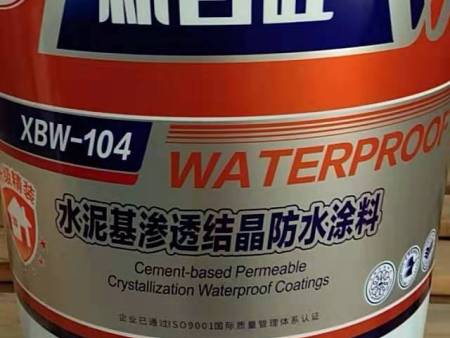 XBW-104
WATERPROOF
水泥基渗透结晶防水涂料
Cement-based Permeable
Crystallization Waterproof Coatings
企业已通过ISO9001国际质量管理体系认证